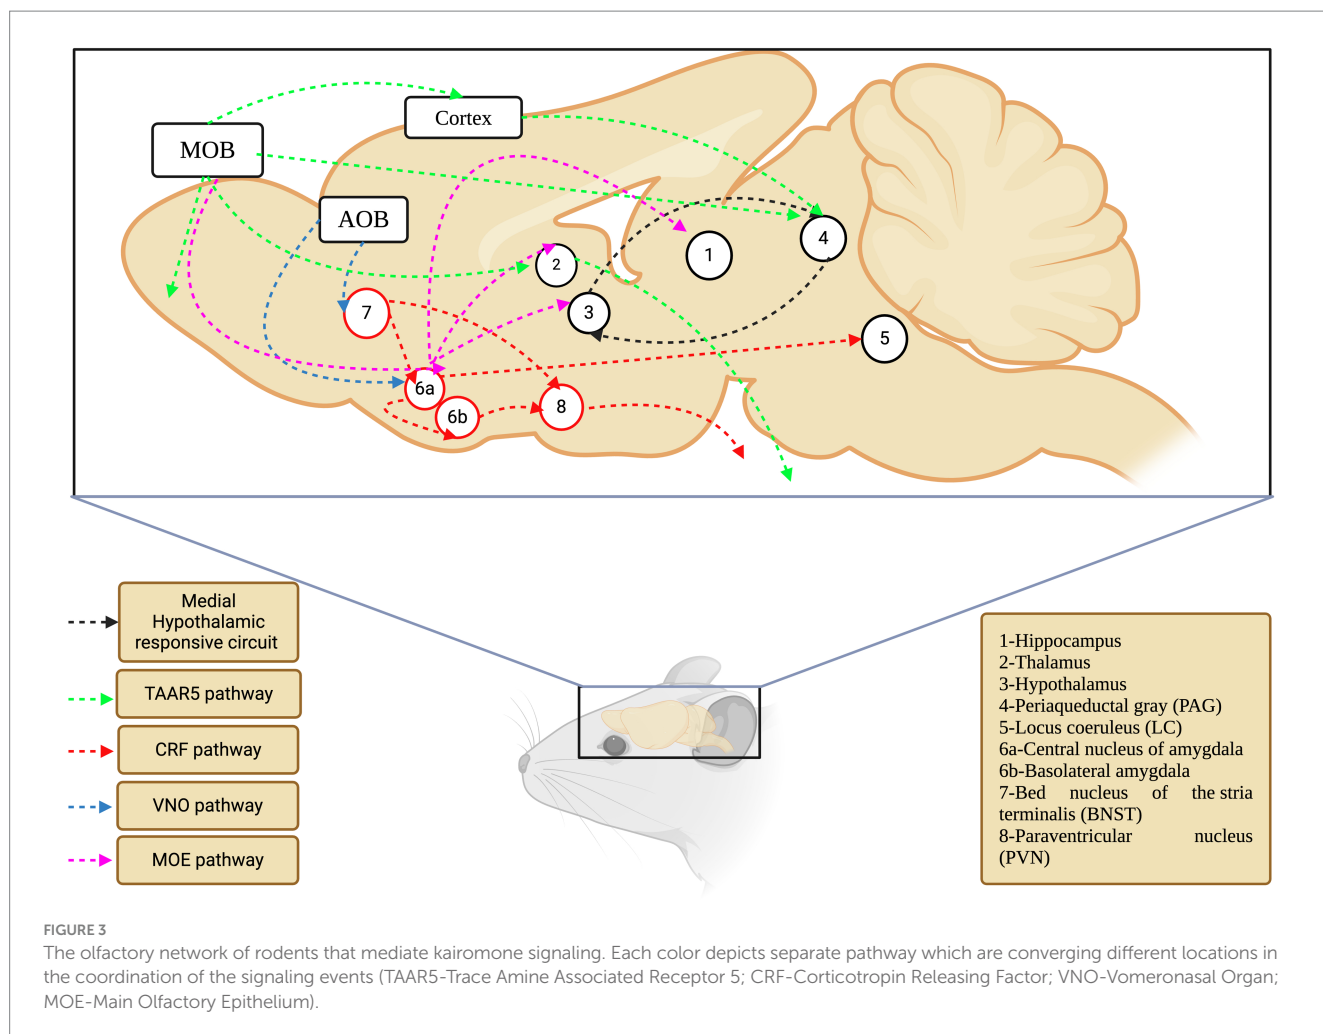 MOB
Cortex
AOB
1
2
3
4
5
6a
6b
7
8
Medial
Hypothalamic
responsive circuit
TAAR5 pathway
CRF pathway
VNO pathway
MOE pathway
1-Hippocampus
2-Thalamus
3-Hypothalamus
4-Periaqueductal gray (PAG)
5-Locus coeruleus (LC)
6a-Central nucleus of amygdala
6b-Basolateral amygdala
7-Bed nucleus of the stria
terminalis (BNST)
8-Paraventricular nucleus
(PVN)
FIGURE 3
The olfactory network of rodents that mediate kairomone signaling. Each color depicts separate pathway which are converging different locations in
the coordination of the signaling events (TAAR5-Trace Amine Associated Receptor 5; CRF-Corticotropin Releasing Factor; VNO-Vomeronasal Organ;
MOE-Main Olfactory Epithelium).